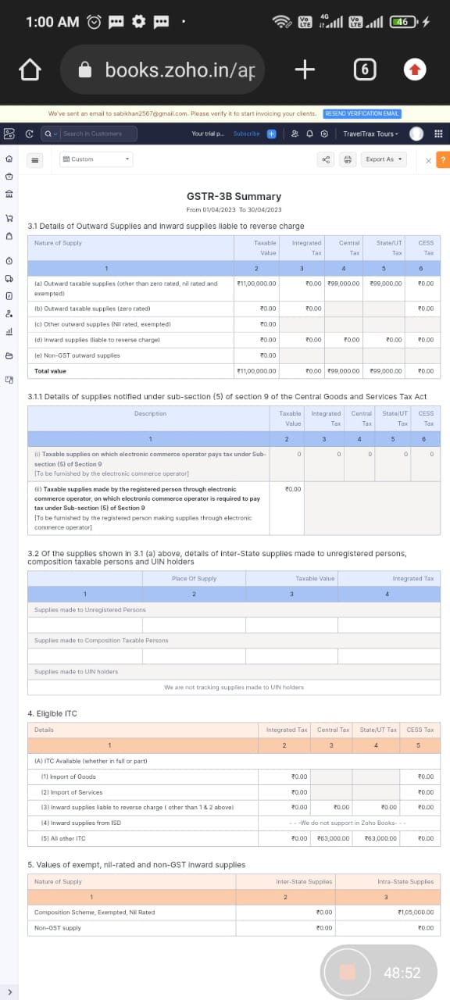 1:00 AM
4G
Vo LTE
Vo LTE
46
books.zoho.in/ap
6
We've sent an email to sabikhan2567@gmail.com. Please verify it to start invoicing your clients. RESEND VERIFICATION EMAIL
Search in Customers
Your trial p... Subscribe
TravelTrax Tours
Custom
Export As
?
GSTR-3B Summary
From 01/04/2023 To 30/04/2023
3.1 Details of Outward Supplies and inward supplies liable to reverse charge
Nature of Supply Taxable Value Integrated Tax Central Tax State/UT Tax CESS Tax
1 2 3 4 5 6
(a) Outward taxable supplies (other than zero rated, nil rated and exempted) ₹11,00,000.00 ₹0.00 ₹99,000.00 ₹99,000.00 ₹0.00
(b) Outward taxable supplies (zero rated) ₹0.00 ₹0.00 ₹0.00
(c) Other outward supplies (Nil rated, exempted) ₹0.00
(d) Inward supplies (liable to reverse charge) ₹0.00 ₹0.00 ₹0.00 ₹0.00 ₹0.00
(e) Non-GST outward supplies ₹0.00
Total value ₹11,00,000.00 ₹0.00 ₹99,000.00 ₹99,000.00 ₹0.00
3.1.1 Details of supplies notified under sub-section (5) of section 9 of the Central Goods and Services Tax Act
Description Taxable Value Integrated Tax Central Tax State/UT Tax CESS Tax
1 2 3 4 5 6
(i) Taxable supplies on which electronic commerce operator pays tax under Sub- 0 0 0 0 0
section (5) of Section 9
[To be furnished by the electronic commerce operator]
(ii) Taxable supplies made by the registered person through electronic ₹0.00
commerce operator, on which electronic commerce operator is required to pay
tax under Sub-section (5) of Section 9
[To be furnished by the registered person making supplies through electronic
commerce operator]
3.2 Of the supplies shown in 3.1 (a) above, details of inter-State supplies made to unregistered persons,
composition taxable persons and UIN holders
Place Of Supply Taxable Value Integrated Tax
1 2 3 4
Supplies made to Unregistered Persons
Supplies made to Composition Taxable Persons
Supplies made to UIN holders
We are not tracking supplies made to UIN holders
4. Eligible ITC
Details Integrated Tax Central Tax State/UT Tax CESS Tax
1 2 3 4 5
(A) ITC Available (whether in full or part)
(1) Import of Goods ₹0.00 ₹0.00
(2) Import of Services ₹0.00 ₹0.00
(3) Inward supplies liable to reverse charge ( other than 1 & 2 above) ₹0.00 ₹0.00 ₹0.00 ₹0.00
(4) Inward supplies from ISD - - -We do not support in Zoho Books- - -
(5) All other ITC ₹0.00 ₹63,000.00 ₹63,000.00 ₹0.00
5. Values of exempt, nil-rated and non-GST inward supplies
Nature of Supply Inter-State Supplies Intra-State Supplies
1 2 3
Composition Scheme, Exempted, Nil Rated ₹0.00 ₹1,05,000.00
Non-GST supply ₹0.00 ₹0.00
48:52